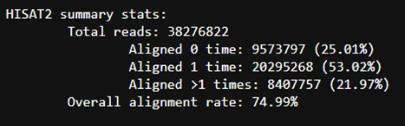 HISAT2 summary stats:
Total reads: 38276822
Aligned 0 time: 9573797 (25.01%)
Aligned 1 time: 20295268 (53.02%)
Aligned >1 times: 8407757 (21.97%)
Overall alignment rate: 74.99%